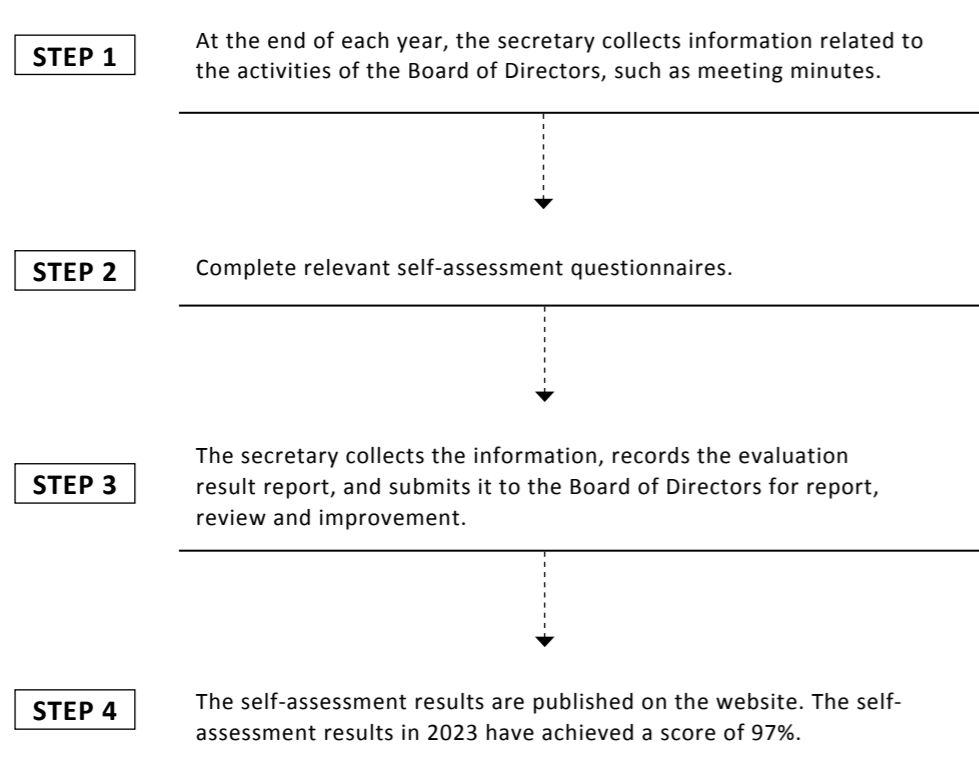 STEP 1
At the end of each year, the secretary collects information related to
the activities of the Board of Directors, such as meeting minutes.
STEP 2
Complete relevant self-assessment questionnaires.
STEP 3
The secretary collects the information, records the evaluation
result report, and submits it to the Board of Directors for report,
review and improvement.
STEP 4
The self-assessment results are published on the website. The self-
assessment results in 2023 have achieved a score of 97%.